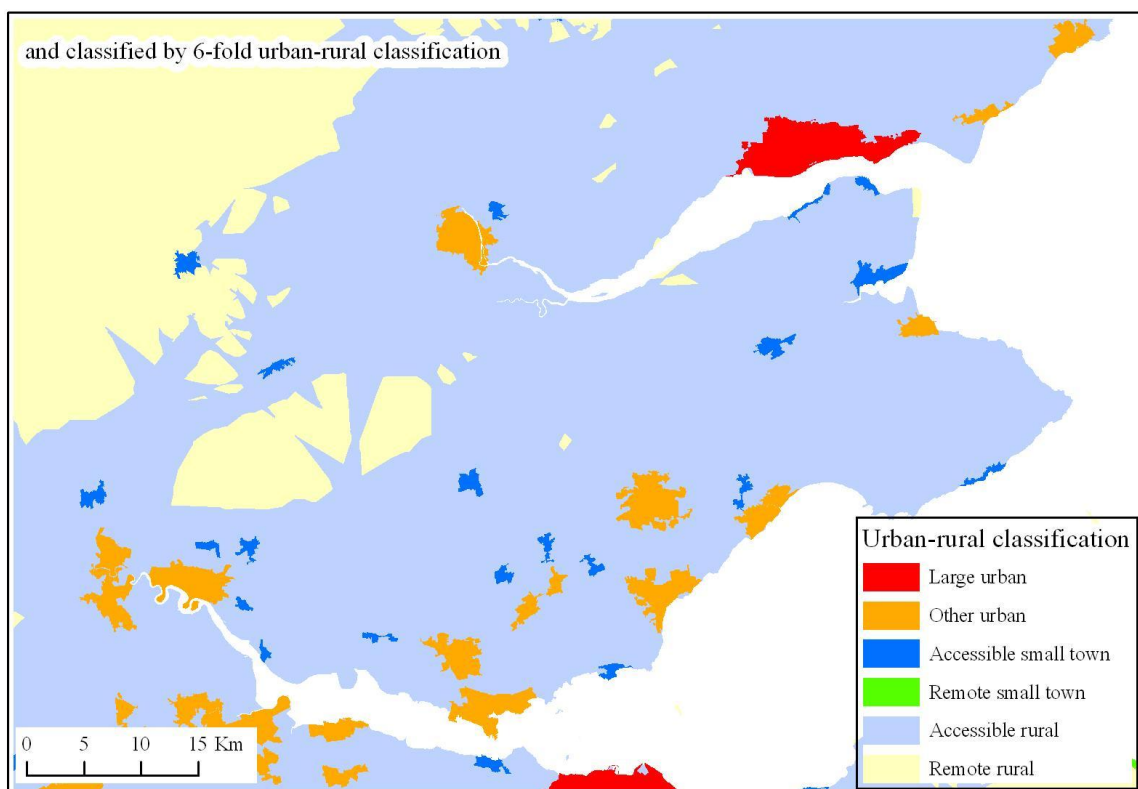 and classified by 6-fold urban-rural classification
Urban-rural classification
Large urban
Other urban
Accessible small town
Remote small town
Accessible rural
Remote rural
0 5 10 15 Km